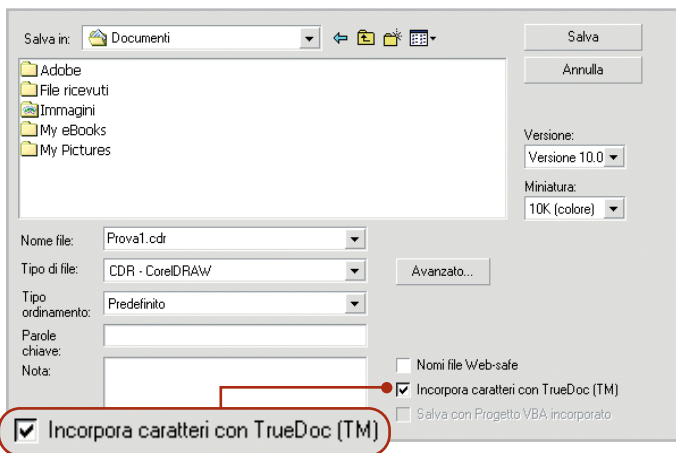 Salva in: Documenti
Salva
Annulla
Adobe
File ricevuti
Immagini
My eBooks
My Pictures
Versione:
Versione 10.0
Miniatura:
10K (colore)
Nome file: Prova1.cdr
Tipo di file: CDR - CorelDRAW
Avanzato...
Tipo
ordinamento: Predefinito
Parole
chiave:
Nota:
Nomi file Web-safe
Incorpora caratteri con TrueDoc (TM)
Salva con Progetto VBA incorporato
Incorpora caratteri con TrueDoc (TM)